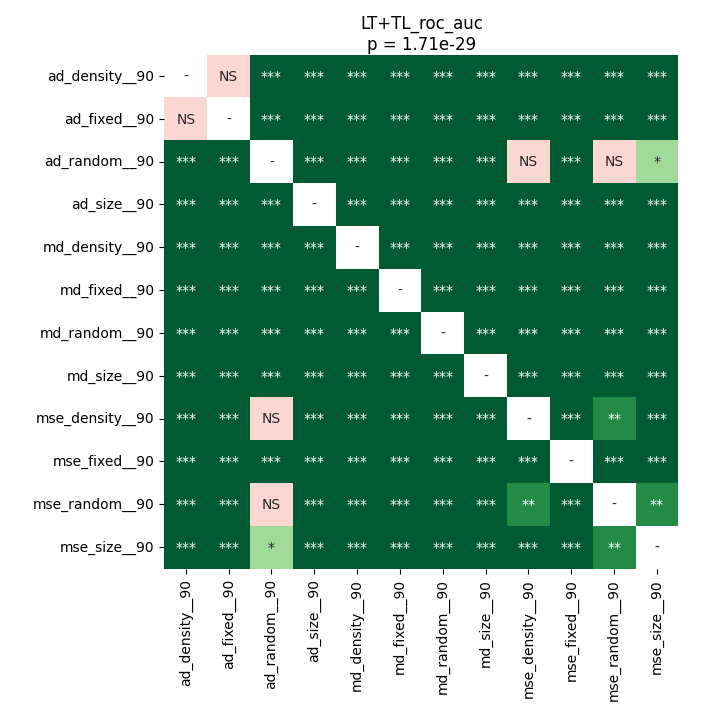 LT+TL_roc_auc
p = 1.71e-29
ad_density__90 - NS *** *** *** *** *** *** *** *** *** ***
ad_fixed__90 NS - *** *** *** *** *** *** *** *** *** ***
ad_random__90 *** *** - *** *** *** *** *** NS *** NS *
ad_size__90 *** *** *** - *** *** *** *** *** *** *** ***
md_density__90 *** *** *** *** - *** *** *** *** *** *** ***
md_fixed__90 *** *** *** *** *** - *** *** *** *** *** ***
md_random__90 *** *** *** *** *** *** - *** *** *** *** ***
md_size__90 *** *** *** *** *** *** *** - *** *** *** ***
mse_density__90 *** *** NS *** *** *** *** *** - *** ** ***
mse_fixed__90 *** *** *** *** *** *** *** *** *** - *** ***
mse_random__90 *** *** NS *** *** *** *** *** ** *** - **
mse_size__90 *** *** * *** *** *** *** *** *** *** ** -
ad_density__90
ad_fixed__90
ad_random__90
ad_size__90
md_density__90
md_fixed__90
md_random__90
md_size__90
mse_density__90
mse_fixed__90
mse_random__90
mse_size__90